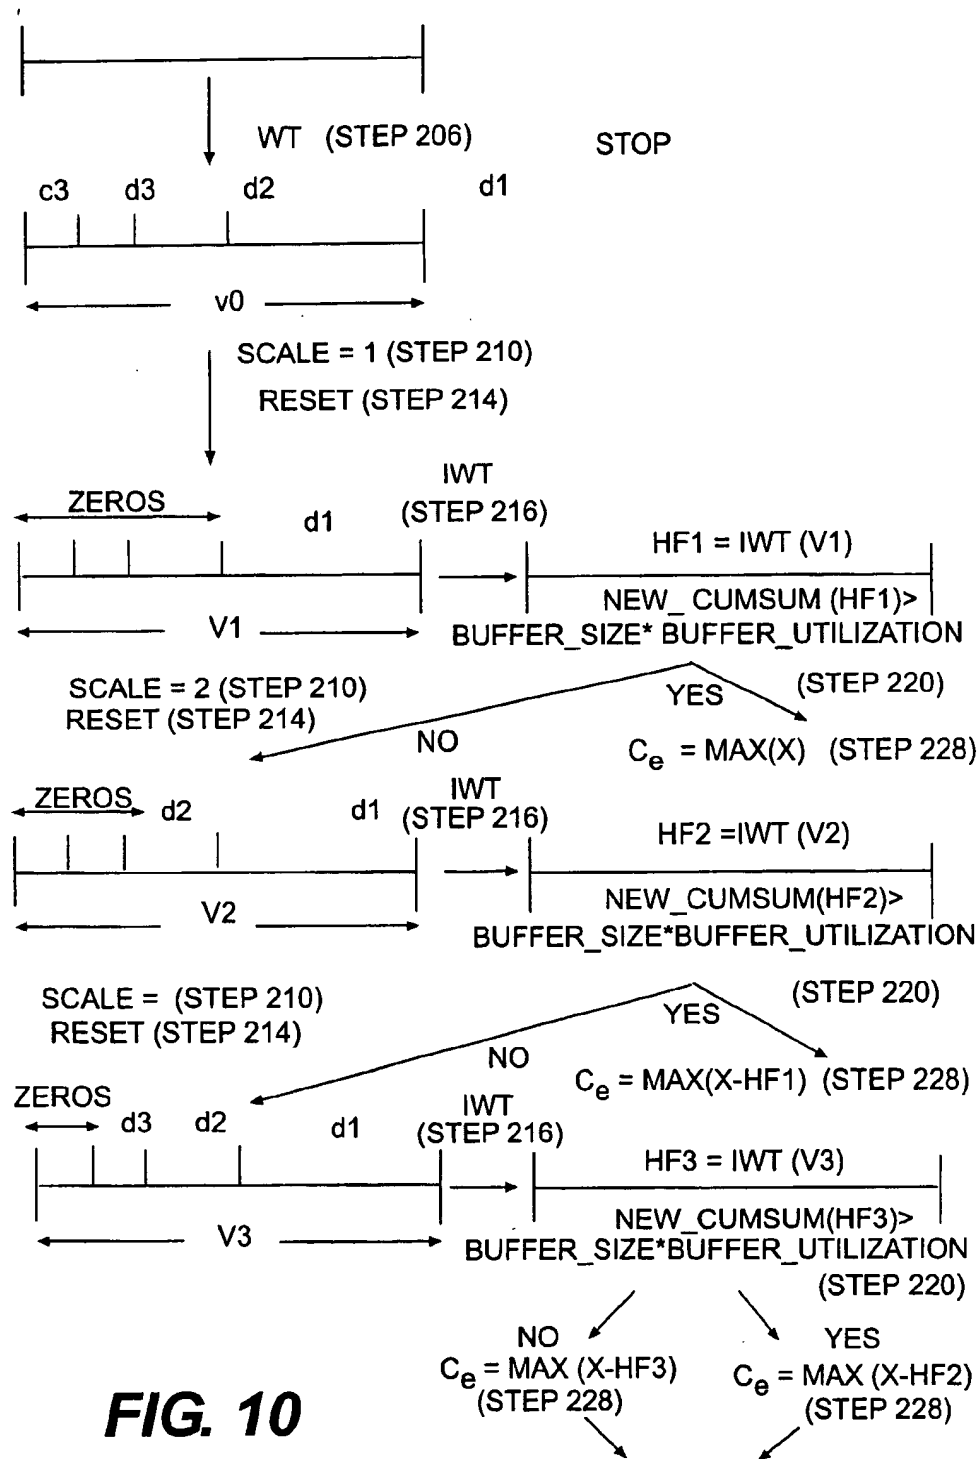 WT (STEP 206)
STOP
c3 d3 d2 d1
v0
SCALE = 1 (STEP 210)
RESET (STEP 214)
ZEROS
d1
IWT
(STEP 216)
HF1 = IWT (V1)
V1
NEW_ CUMSUM (HF1)>
BUFFER_SIZE* BUFFER_UTILIZATION
(STEP 220)
SCALE = 2 (STEP 210)
RESET (STEP 214)
NO
YES
Ce = MAX(X) (STEP 228)
ZEROS
d2
d1
IWT
(STEP 216)
HF2 =IWT (V2)
V2
NEW_CUMSUM(HF2)>
BUFFER_SIZE*BUFFER_UTILIZATION
(STEP 220)
SCALE = (STEP 210)
RESET (STEP 214)
NO
YES
Ce = MAX(X-HF1) (STEP 228)
ZEROS
d3 d2 d1
IWT
(STEP 216)
HF3 = IWT (V3)
V3
NEW_CUMSUM(HF3)>
BUFFER_SIZE*BUFFER_UTILIZATION
(STEP 220)
NO
Ce = MAX (X-HF3)
(STEP 228)
YES
Ce = MAX (X-HF2)
(STEP 228)
FIG. 10